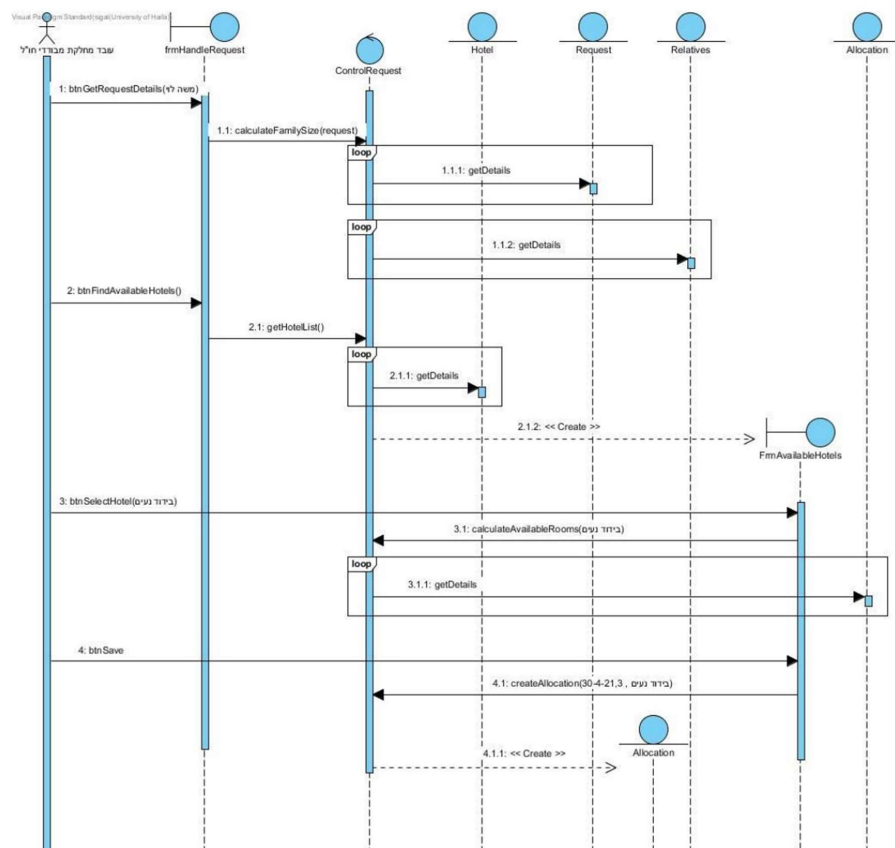 Visual Paradigm Standard(sigal(University of Haifa))
עובד מחלקת מבודדי חו"ל
frmHandleRequest
ControlRequest
Hotel
Request
Relatives
Allocation
1: btnGetRequestDetails(משה לוי)
1.1: calculateFamilySize(request)
loop
1.1.1: getDetails
loop
1.1.2: getDetails
2: btnFindAvailableHotels()
2.1: getHotelList()
loop
2.1.1: getDetails
2.1.2: << Create >>
FrmAvailableHotels
3: btnSelectHotel(בידוד נעים)
3.1: calculateAvailableRooms(בידוד נעים)
loop
3.1.1: getDetails
4: btnSave
4.1: createAllocation(30-4-21,3 , בידוד נעים)
4.1.1: << Create >>
Allocation